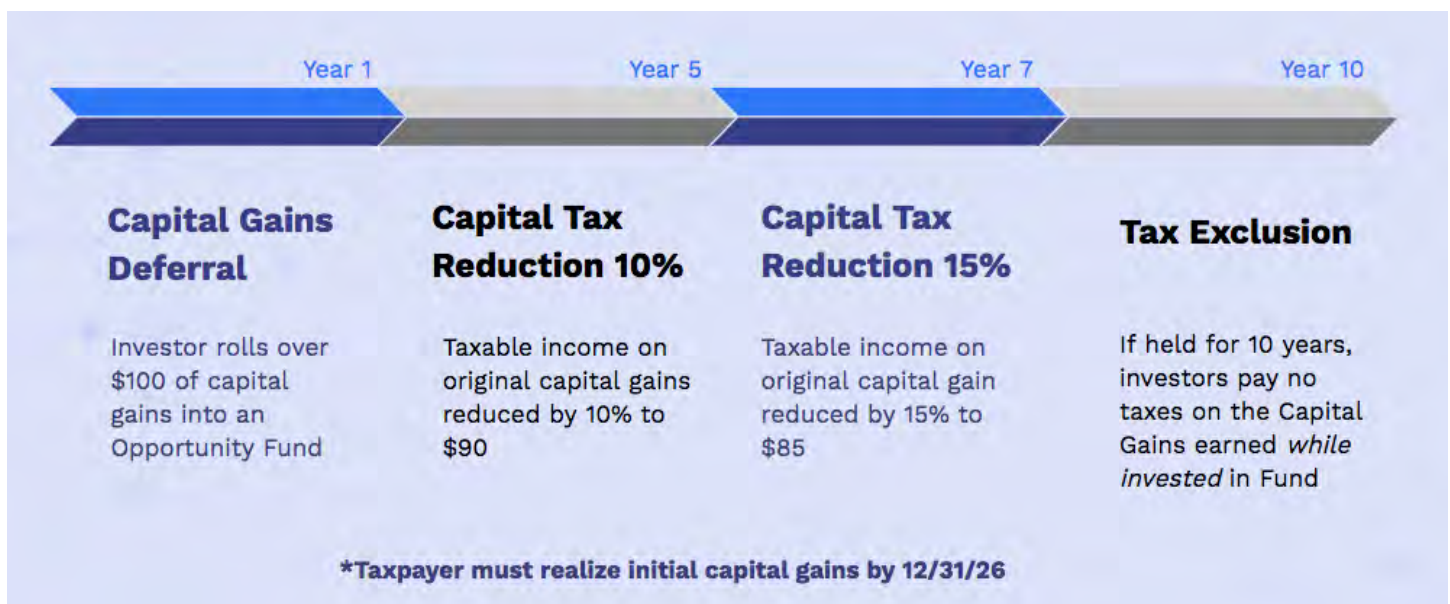 Year 1
Year 5
Year 7
Year 10
Capital Gains
Deferral
Investor rolls over
$100 of capital
gains into an
Opportunity Fund
Capital Tax
Reduction 10%
Taxable income on
original capital gains
reduced by 10% to
$90
Capital Tax
Reduction 15%
Taxable income on
original capital gain
reduced by 15% to
$85
Tax Exclusion
If held for 10 years,
investors pay no
taxes on the Capital
Gains earned while
invested in Fund
*Taxpayer must realize initial capital gains by 12/31/26